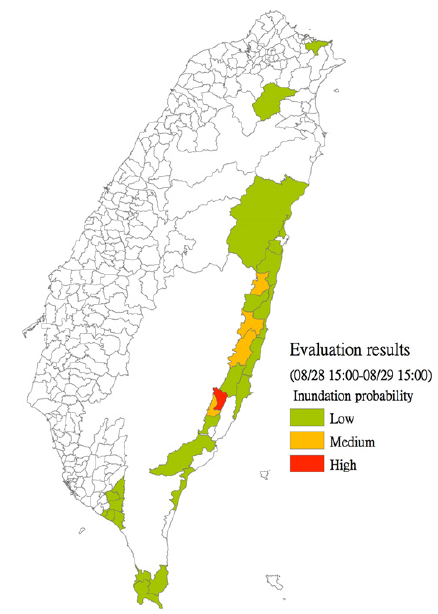 Evaluation results
(08/28 15:00-08/29 15:00)
Inundation probability
Low
Medium
High